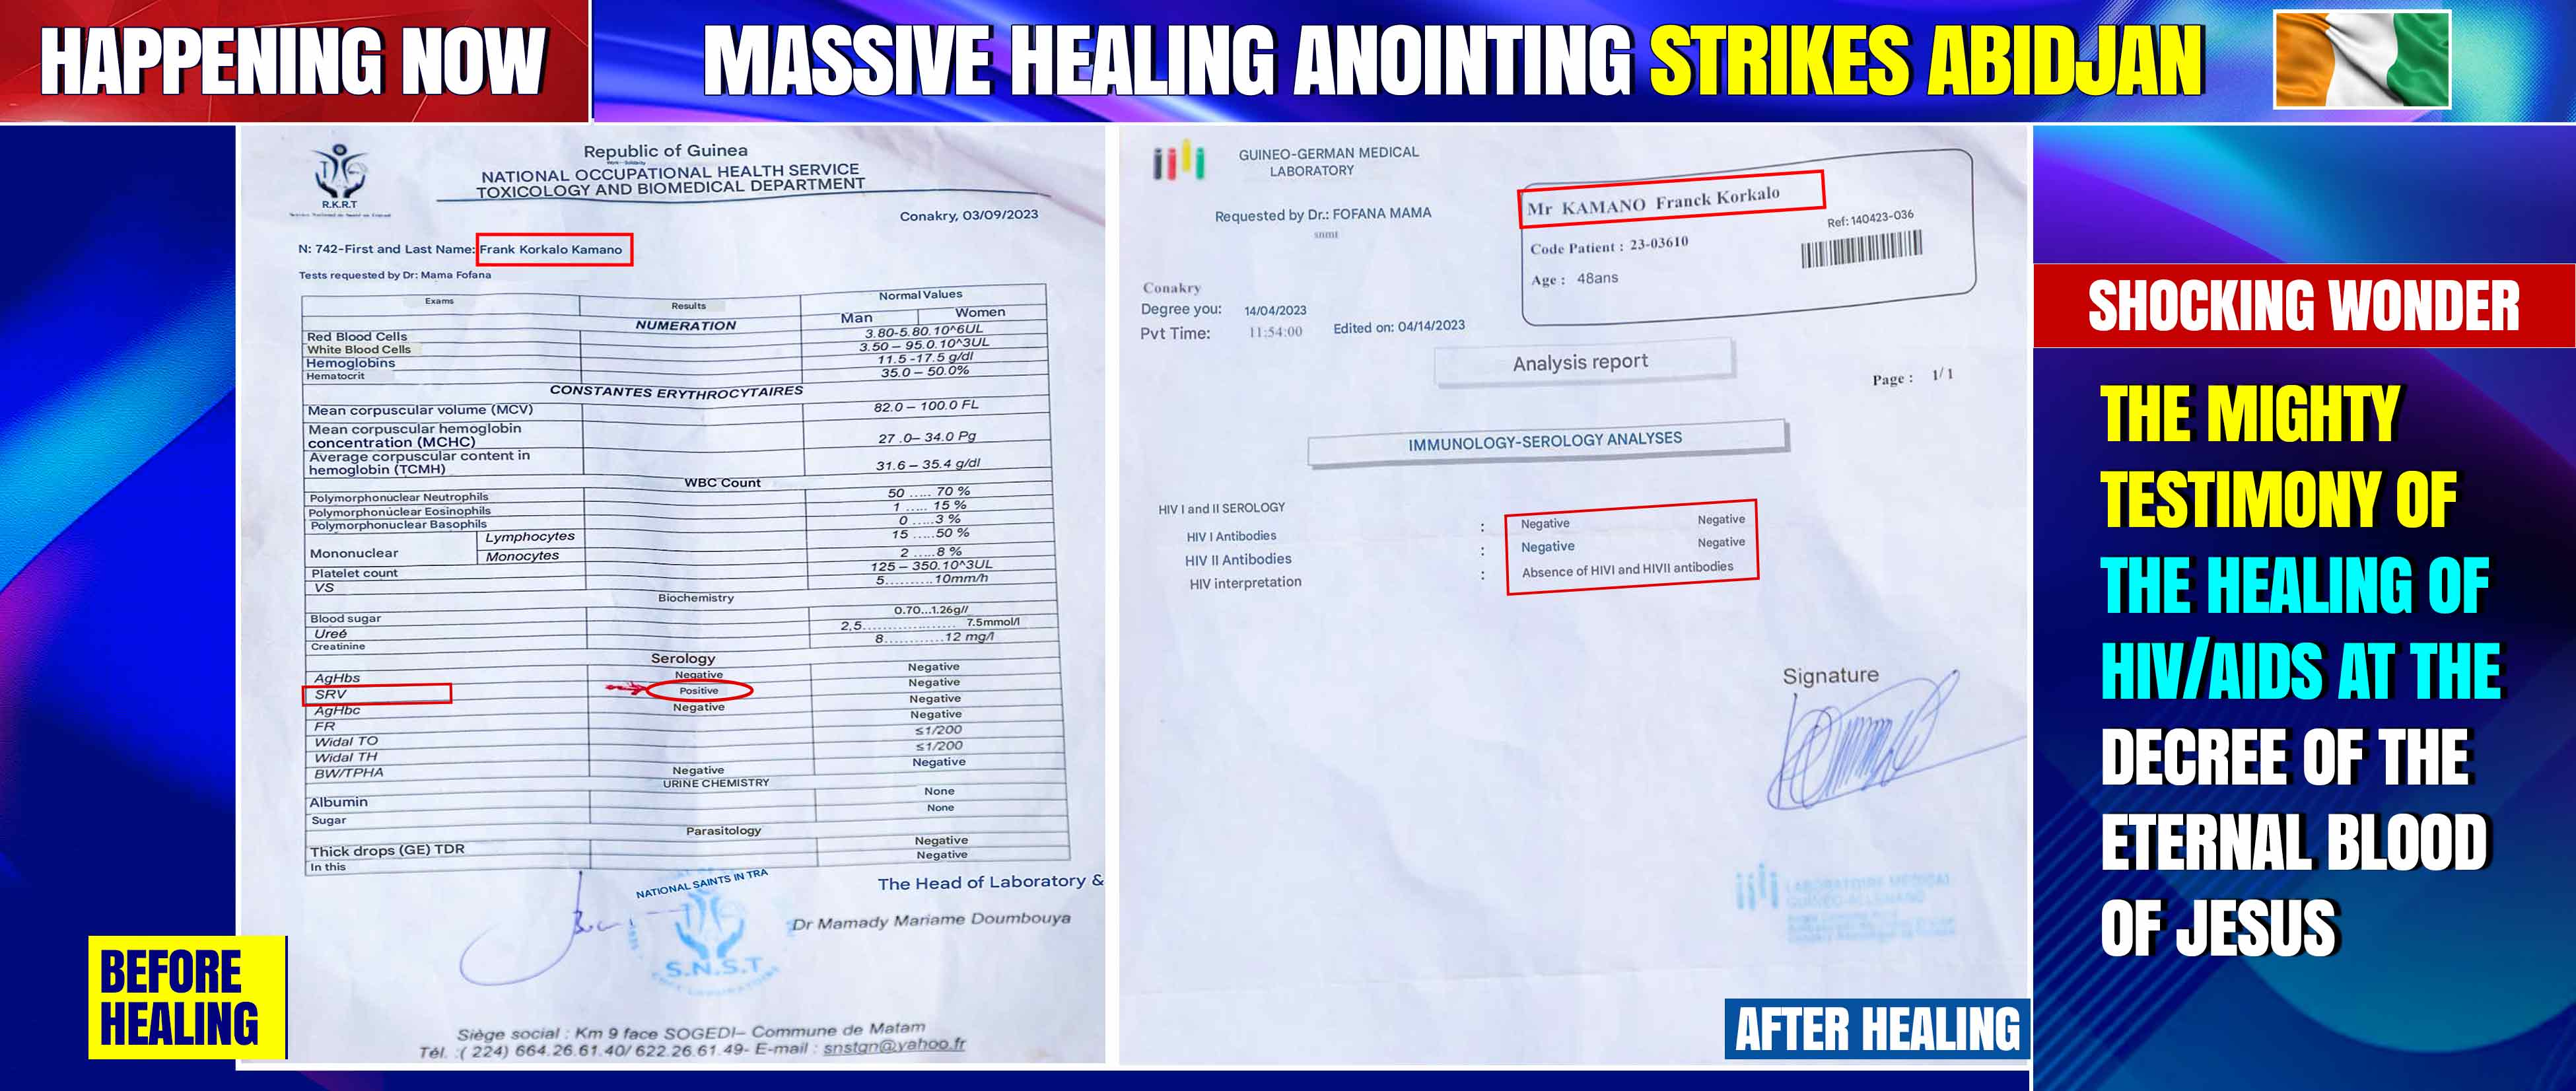 HAPPENING NOW
MASSIVE HEALING ANOINTING STRIKES ABIDJAN
R.K.R.T
Republic of Guinea
NATIONAL OCCUPATIONAL HEALTH SERVICE
TOXICOLOGY AND BIOMEDICAL DEPARTMENT
Conakry, 03/09/2023
N: 742-First and Last Name: Frank Korkalo Kamano
Tests requested by Dr: Mama Fofana
Exams Results Normal Values
Man Women
NUMERATION
Red Blood Cells 3.80-5.80.10^6UL
White Blood Cells 3.50 – 95.0.10^3UL
Hemoglobins 11.5 -17.5 g/dl
Hematocrit 35.0 – 50.0%
CONSTANTES ERYTHROCYTAIRES
Mean corpuscular volume (MCV) 82.0 – 100.0 FL
Mean corpuscular hemoglobin
concentration (MCHC) 27 .0– 34.0 Pg
Average corpuscular content in
hemoglobin (TCMH) 31.6 – 35.4 g/dl
WBC Count
Polymorphonuclear Neutrophils 50 ..... 70 %
Polymorphonuclear Eosinophils 1 ..... 15 %
Polymorphonuclear Basophils 0 .....3 %
Mononuclear Lymphocytes 15 .....50 %
Monocytes 2 .....8 %
Platelet count 125 – 350.10^3UL
VS 5..........10mm/h
Biochemistry
Blood sugar 0.70...1.26g//
Ureé 2,5.................... 7.5mmol/l
Creatinine 8............12 mg/l
Serology
AgHbs Negative Negative
SRV Positive Negative
AgHbc Negative Negative
FR Negative
Widal TO ≤1/200
Widal TH ≤1/200
BW/TPHA Negative Negative
URINE CHEMISTRY
Albumin None
Sugar None
Parasitology
Thick drops (GE) TDR Negative
In this Negative
NATIONAL SAINTS IN TRA
The Head of Laboratory &
Dr Mamady Mariame Doumbouya
S.N.S.T
Siège social : Km 9 face SOGEDI– Commune de Matam
Tél. :( 224) 664.26.61.40/ 622.26.61.49- E-mail : snstgn@yahoo.fr
BEFORE
HEALING
GUINEO-GERMAN MEDICAL
LABORATORY
Requested by Dr.: FOFANA MAMA
snmt
Mr KAMANO Franck Korkalo
Ref: 140423-036
Code Patient : 23-03610
Age : 48ans
Conakry
Degree you: 14/04/2023
Pvt Time: 11:54:00 Edited on: 04/14/2023
Analysis report
Page : 1/1
IMMUNOLOGY-SEROLOGY ANALYSES
HIV I and II SEROLOGY
HIV I Antibodies : Negative Negative
HIV II Antibodies : Negative Negative
HIV interpretation : Absence of HIVI and HIVII antibodies
Signature
LABORATOIRE MEDICAL
GUINEO-ALLEMAND
AFTER HEALING
SHOCKING WONDER
THE MIGHTY
TESTIMONY OF
THE HEALING OF
HIV/AIDS AT THE
DECREE OF THE
ETERNAL BLOOD
OF JESUS